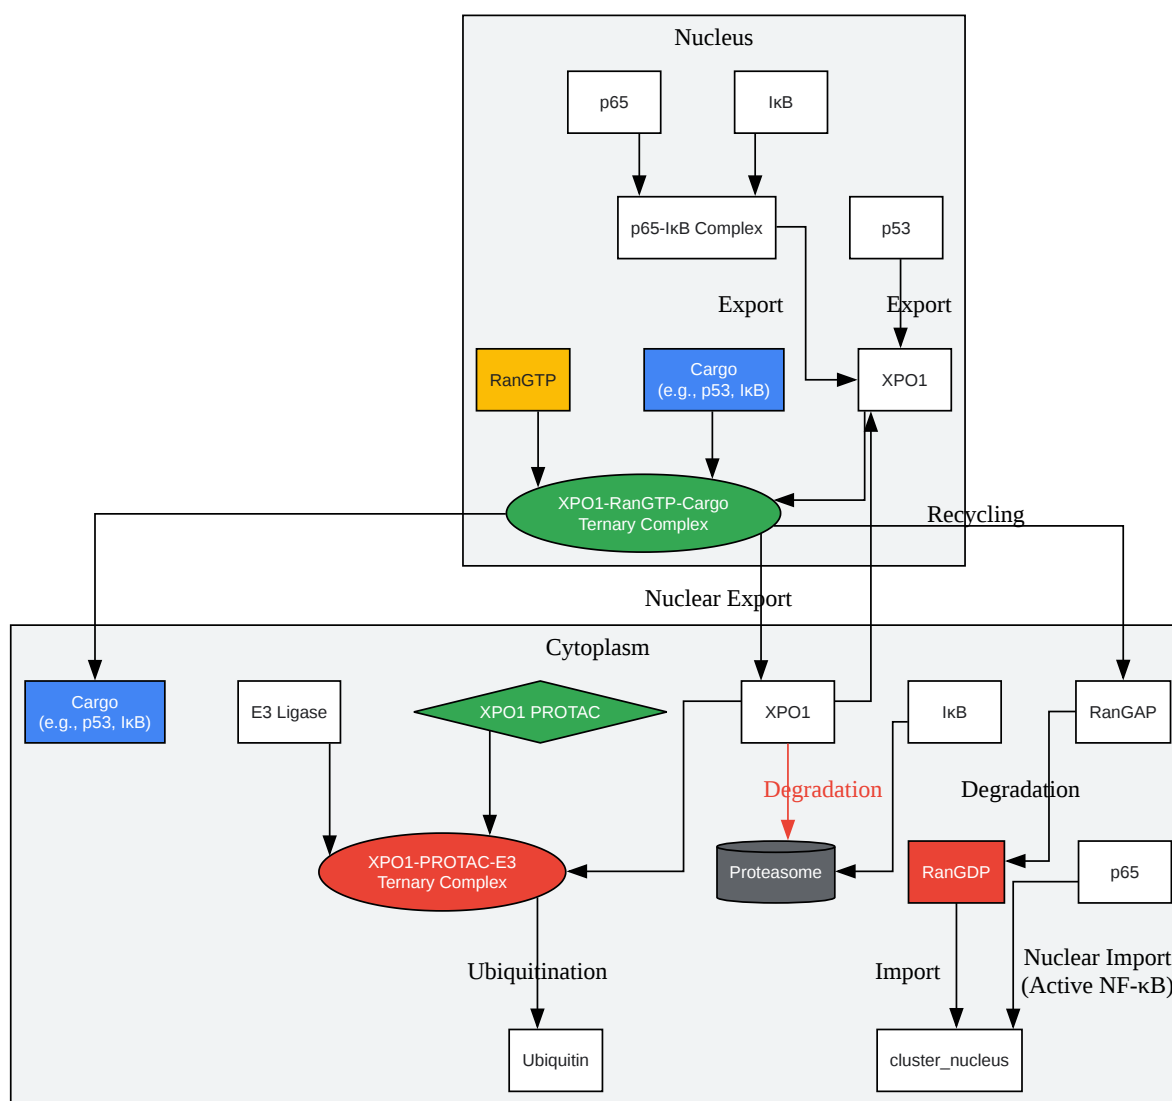 Nucleus
p65
IκB
p65-IκB Complex
p53
Export
Export
RanGTP
Cargo
(e.g., p53, IκB)
XPO1
XPO1-RanGTP-Cargo
Ternary Complex
Recycling
Nuclear Export
Cytoplasm
Cargo
(e.g., p53, IκB)
E3 Ligase
XPO1 PROTAC
XPO1
IκB
RanGAP
Degradation
Degradation
XPO1-PROTAC-E3
Ternary Complex
Proteasome
RanGDP
p65
Ubiquitination
Import
Nuclear Import
(Active NF-κB)
Ubiquitin
cluster_nucleus